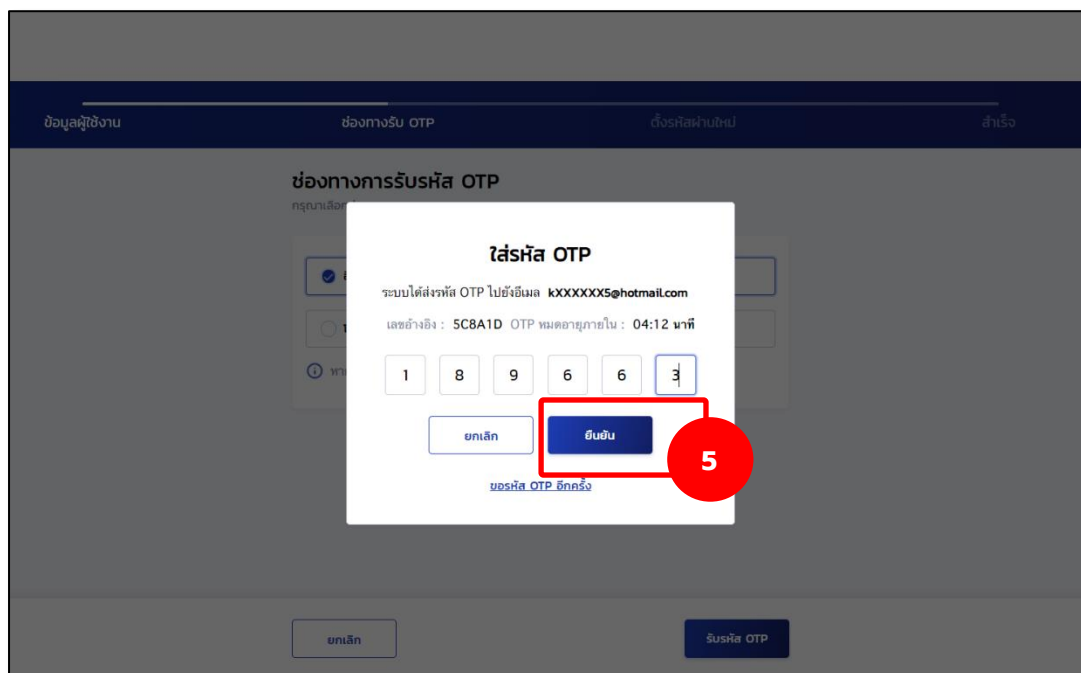 ข้อมูลผู้ใช้งาน ช่องทางรับ OTP ตั้งรหัสผ่านใหม่ สำเร็จ
ช่องทางการรับรหัส OTP
กรุณาเลือก
ใส่รหัส OTP
ระบบได้ส่งรหัส OTP ไปยังอีเมล kXXXXXX5@hotmail.com
เลขอ้างอิง : 5C8A1D OTP หมดอายุภายใน : 04:12 นาที
1 8 9 6 6 3
ยกเลิก ยืนยัน
5
ขอรหัส OTP อีกครั้ง
ยกเลิก รับรหัส OTP